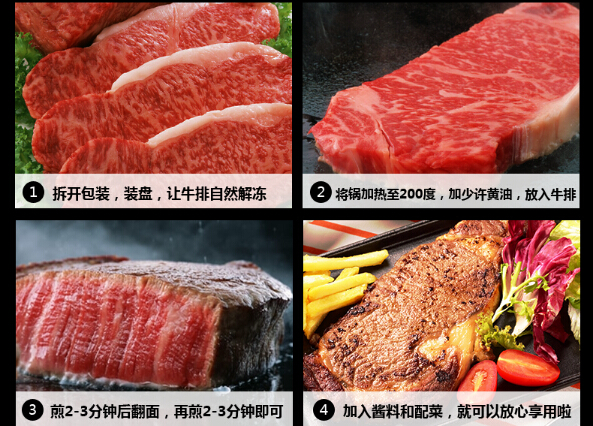 1 拆开包装，装盘，让牛排自然解冻
2 将锅加热至200度，加少许黄油，放入牛排
3 煎2-3分钟后翻面，再煎2-3分钟即可
4 加入酱料和配菜，就可以放心享用啦